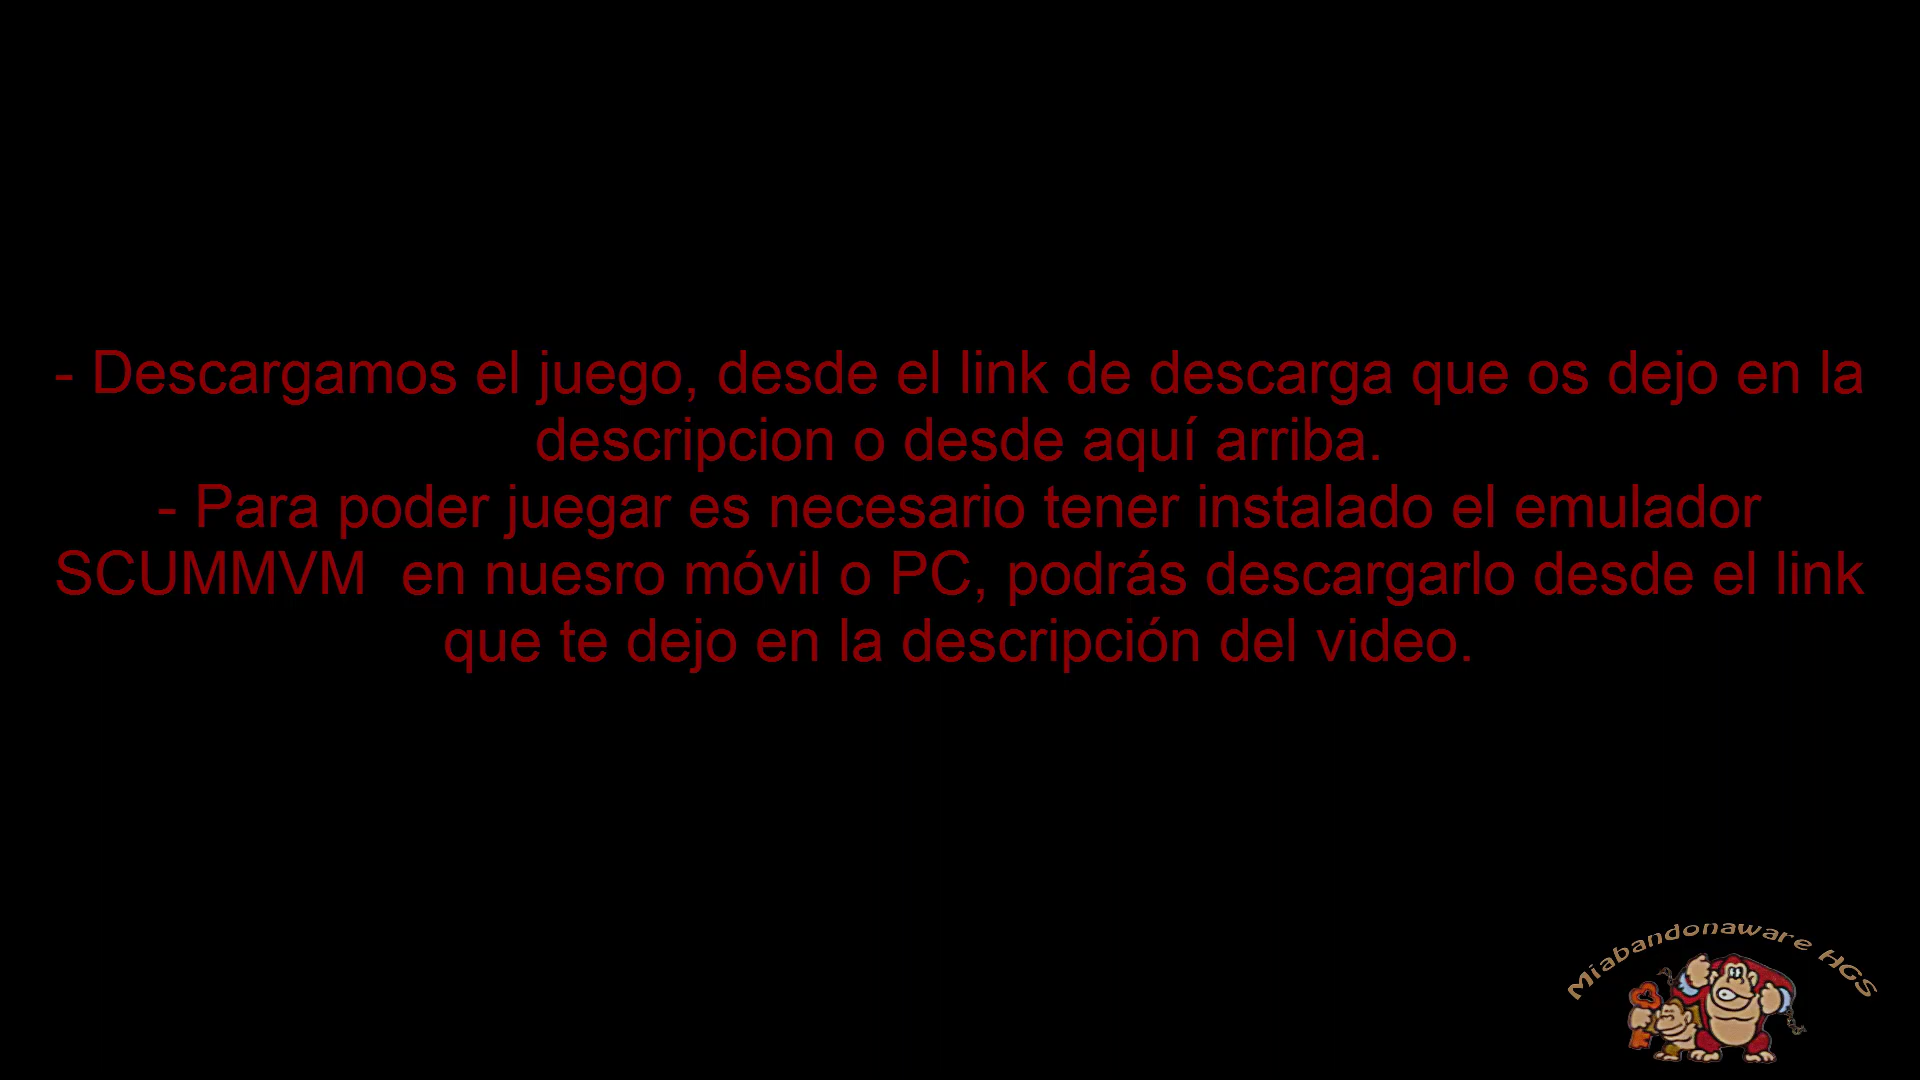 - Descargamos el juego, desde el link de descarga que os dejo en la
descripcion o desde aquí arriba.
- Para poder juegar es necesario tener instalado el emulador
SCUMMVM  en nuesro móvil o PC, podrás descargarlo desde el link
que te dejo en la descripción del video.
Miabandonaware HGS